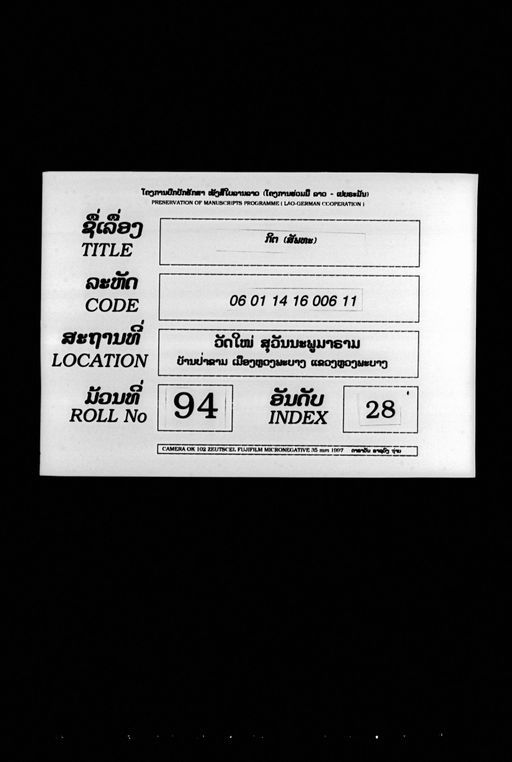 ໂຄງການປົກປັກຮັກສາ ໜັງສືໃບລານລາວ (ໂຄງການຮ່ວມມື ລາວ - ເຢຍຣະມັນ)
PRESERVATION OF MANUSCRIPTS PROGRAMME ( LAO-GERMAN COOPERATION )
ຊື່ເລື່ອງ
TITLE
ກິຕ (ສັພທະ)
ລະຫັດ
CODE
06 01 14 16 006 11
ສະຖານທີ່
LOCATION
ວັດໃໝ່ ສຸວັນນະພູມາຣາມ
ບ້ານປ່າຂາມ ເມືອງຫຼວງພະບາງ ແຂວງຫຼວງພະບາງ
ມ້ວນທີ່
ROLL No
94
ອັນດັບ
INDEX
28
CAMERA OK 102 ZEUTSCEL FUJIFILM MICRONEGATIVE 35 mm 1997